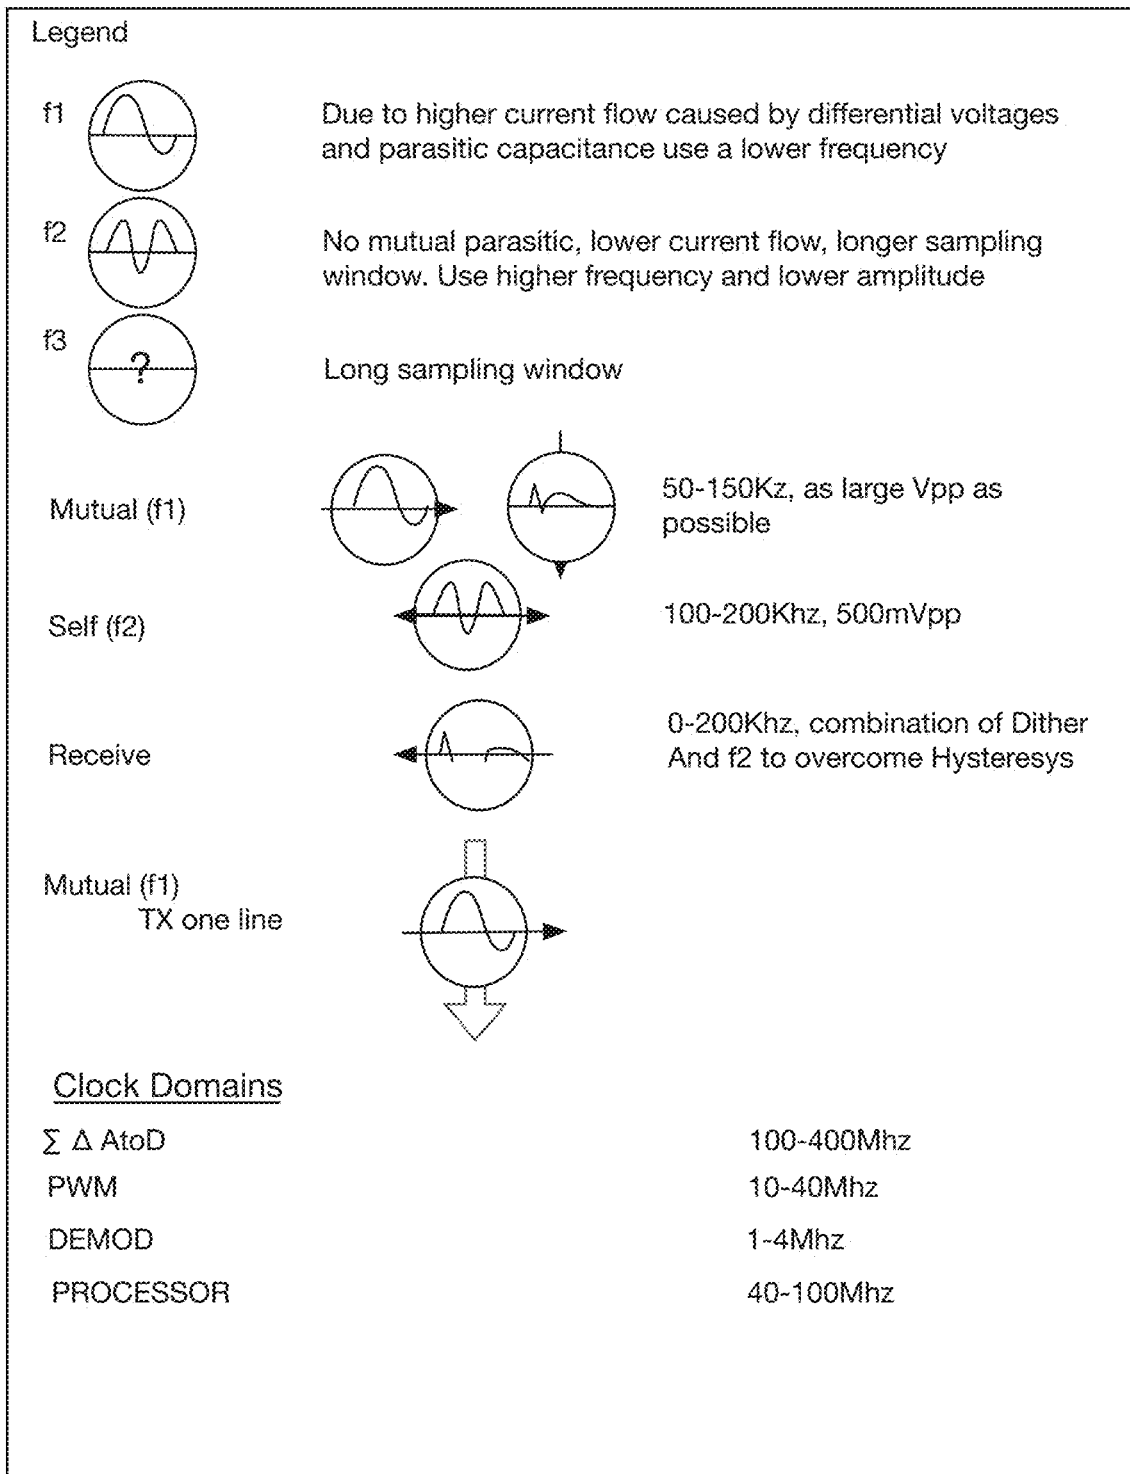 Legend
f1
Due to higher current flow caused by differential voltages
and parasitic capacitance use a lower frequency
f2
No mutual parasitic, lower current flow, longer sampling
window. Use higher frequency and lower amplitude
f3
?
Long sampling window
Mutual (f1)
50-150Kz, as large Vpp as
possible
Self (f2)
100-200Khz, 500mVpp
Receive
0-200Khz, combination of Dither
And f2 to overcome Hysteresys
Mutual (f1)
TX one line
Clock Domains
∑ Δ AtoD 100-400Mhz
PWM 10-40Mhz
DEMOD 1-4Mhz
PROCESSOR 40-100Mhz